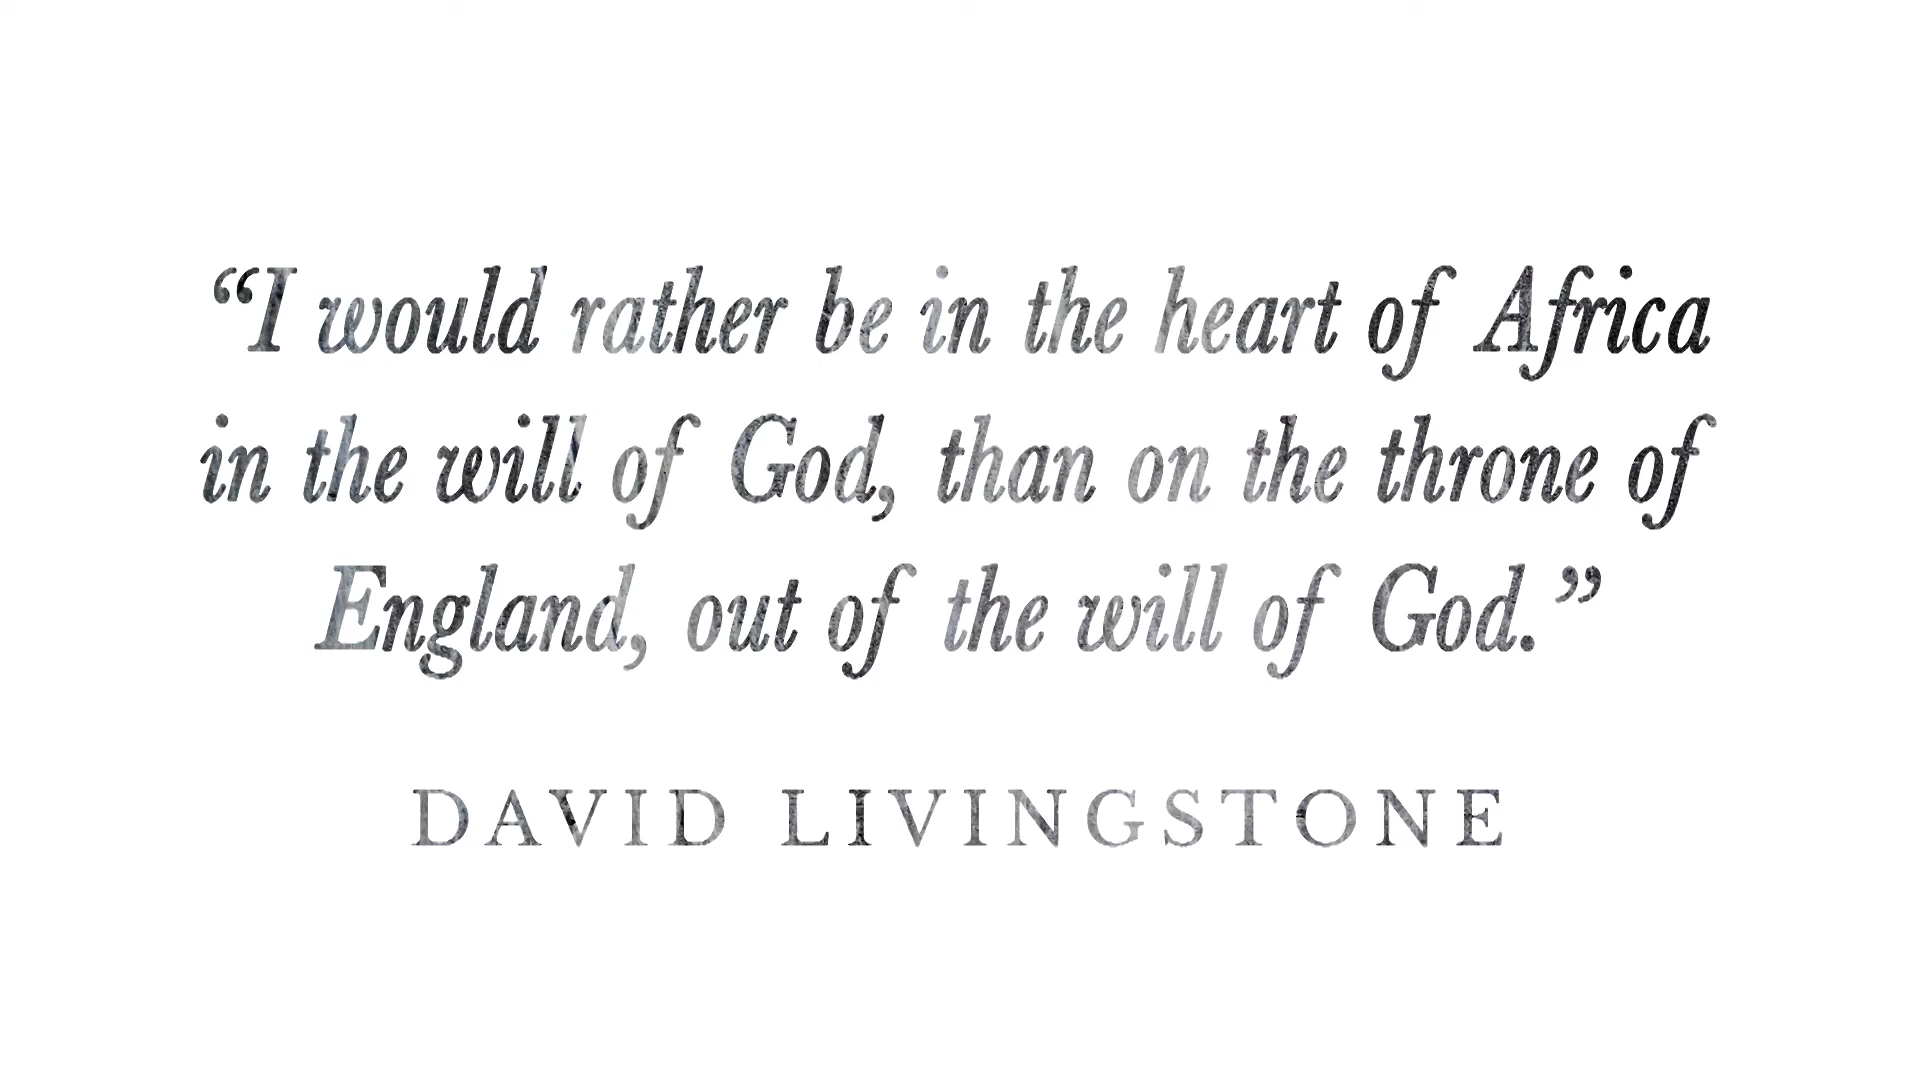 “I would rather be in the heart of Africa
in the will of God, than on the throne of
England, out of the will of God.”
DAVID LIVINGSTONE